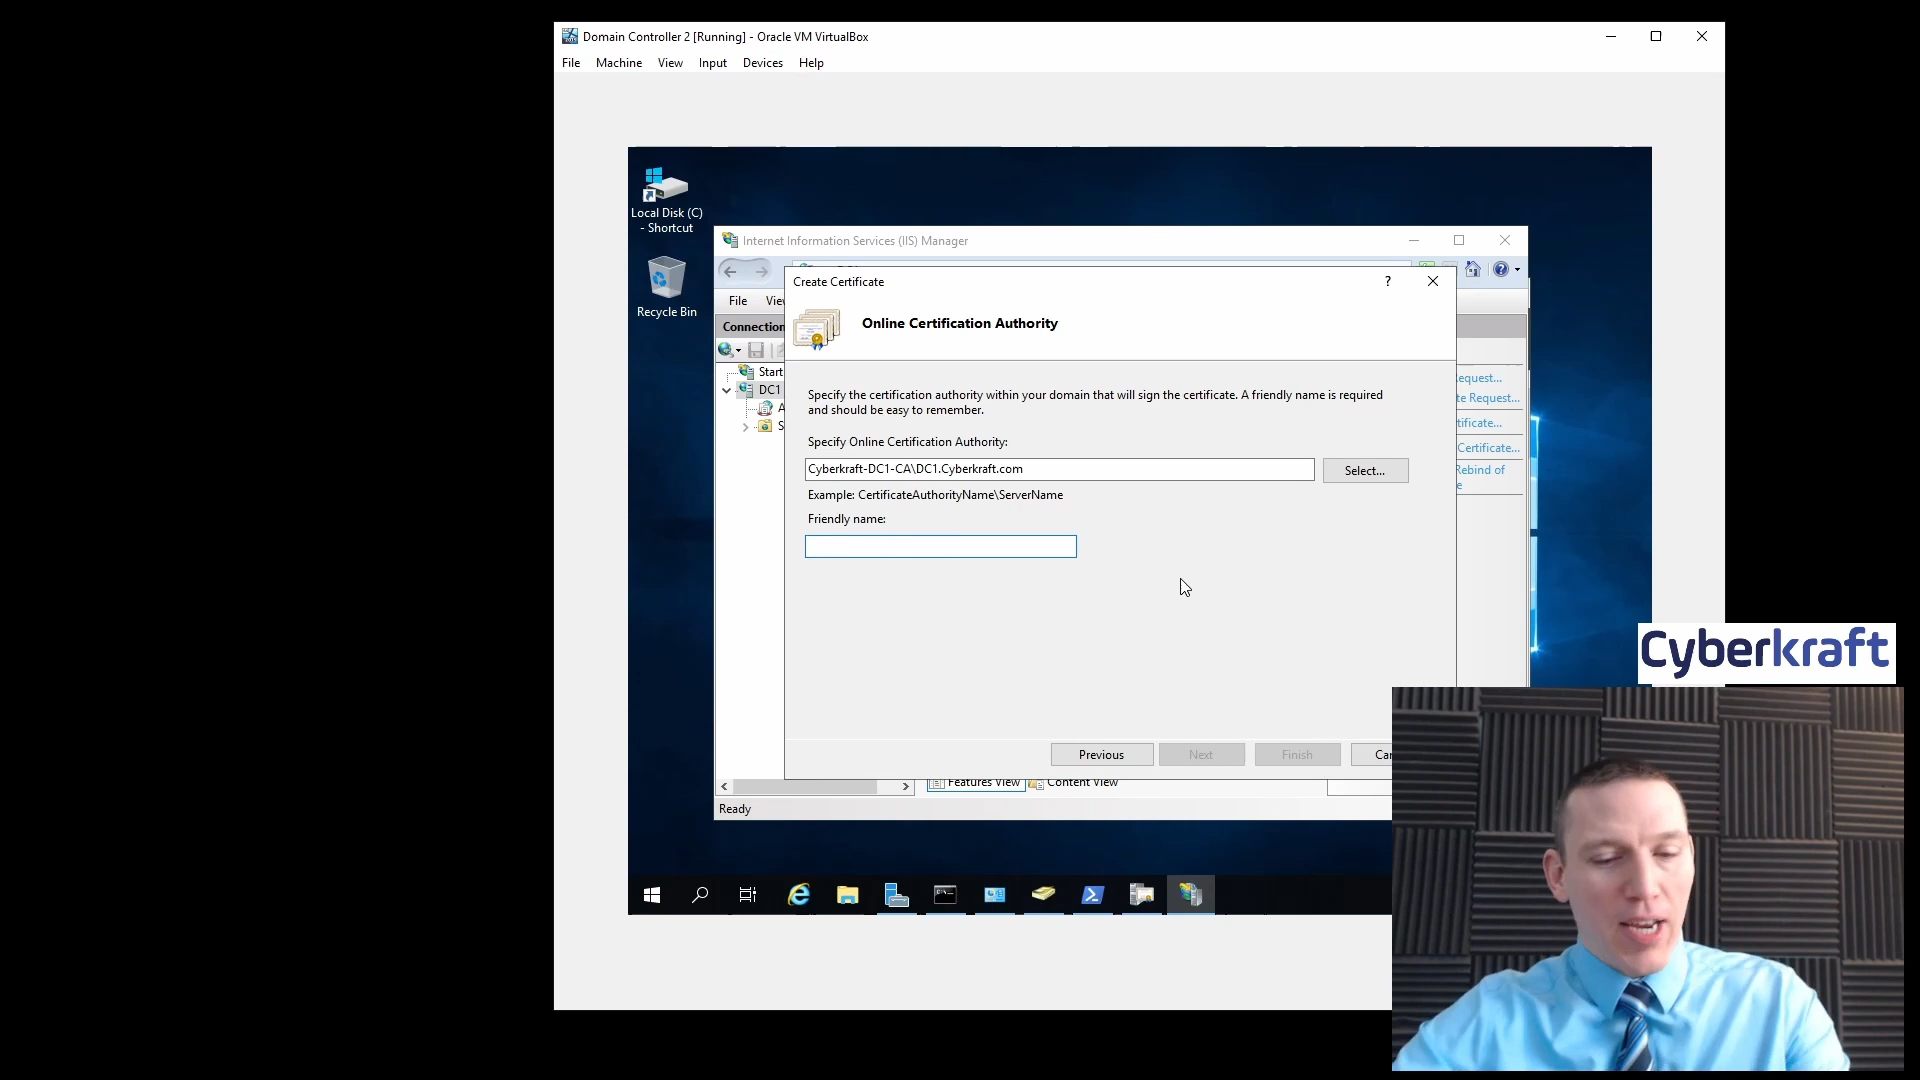 Domain Controller 2 [Running] - Oracle VM VirtualBox
File Machine View Input Devices Help
Local Disk (C)
- Shortcut
Recycle Bin
Internet Information Services (IIS) Manager
File
Connection
Start
DC1
Create Certificate
?
Online Certification Authority
Specify the certification authority within your domain that will sign the certificate. A friendly name is required
and should be easy to remember.
Specify Online Certification Authority:
Cyberkraft-DC1-CA\DC1.Cyberkraft.com
Select...
Example: CertificateAuthorityName\ServerName
Friendly name:
Previous Next Finish
equest...
te Request...
tificate...
Certificate...
Rebind of
Features View Content View
Ready
Cyberkraft